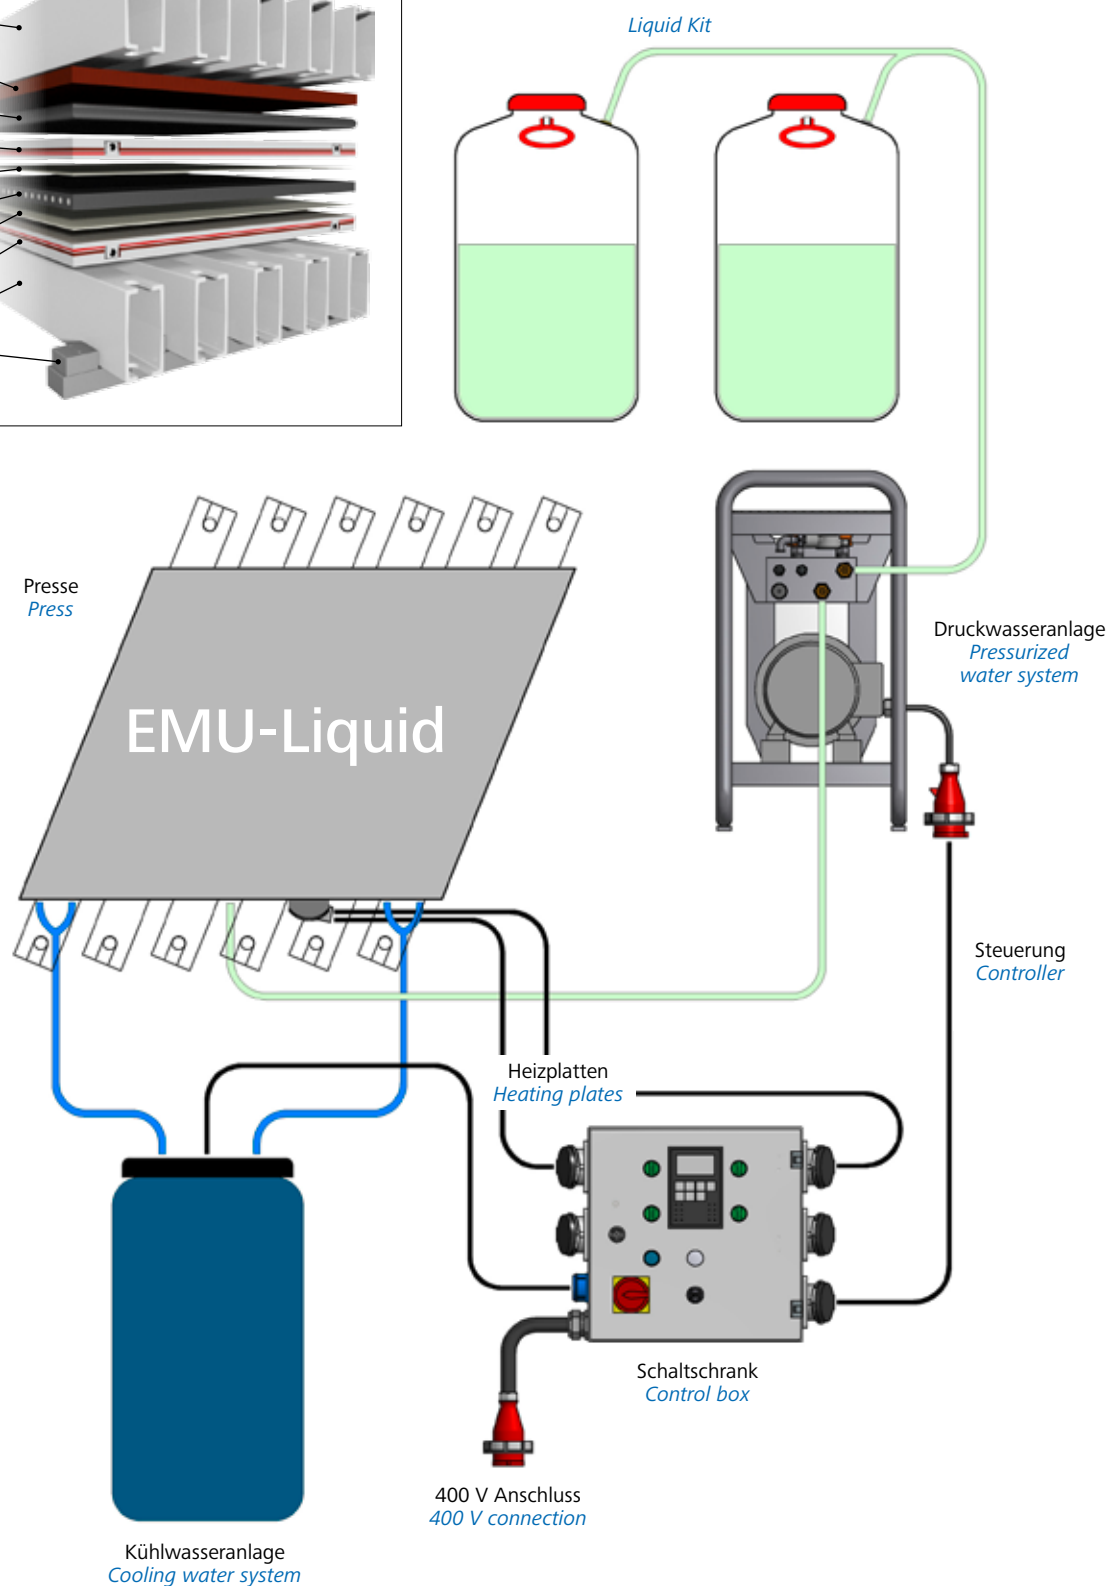 Liquid Kit
Presse
Press
EMU-Liquid
Druckwasseranlage
Pressurized
water system
Steuerung
Controller
Heizplatten
Heating plates
Schaltschrank
Control box
400 V Anschluss
400 V connection
Kühlwasseranlage
Cooling water system